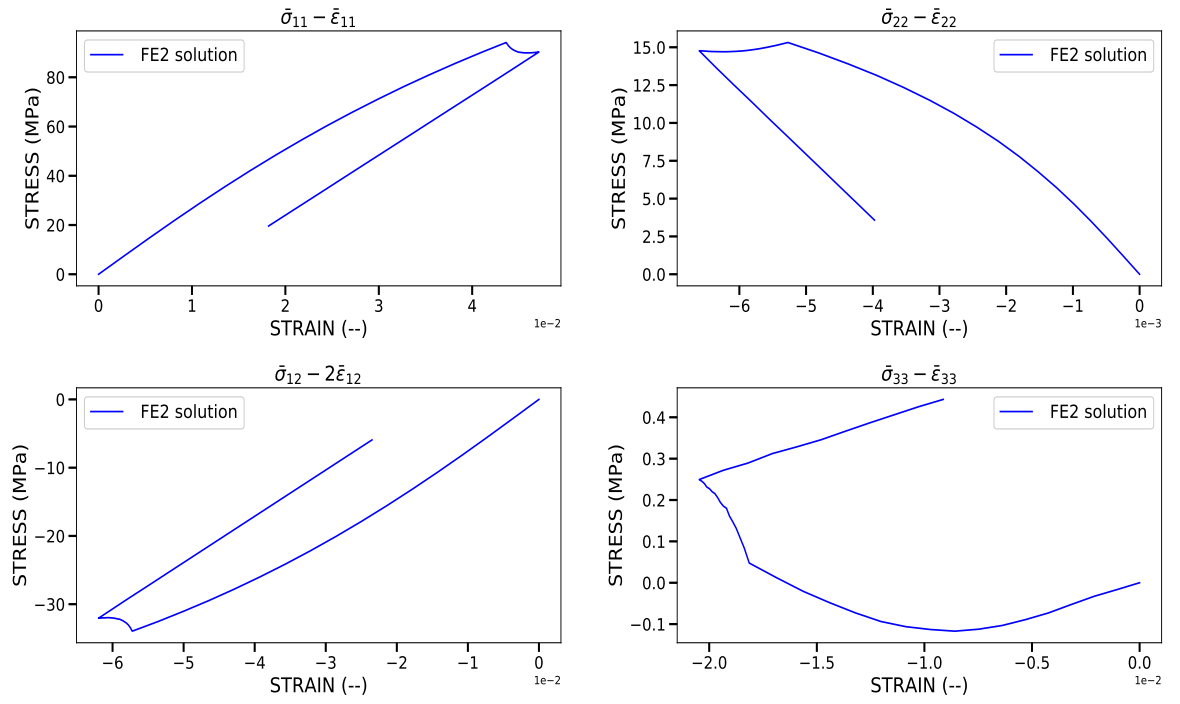 σ̄₁₁ − ε̄₁₁
FE2 solution
STRESS (MPa)
80
60
40
20
0
0 1 2 3 4
STRAIN (--)
1e−2
σ̄₂₂ − ε̄₂₂
FE2 solution
STRESS (MPa)
15.0
12.5
10.0
7.5
5.0
2.5
0.0
−6 −5 −4 −3 −2 −1 0
STRAIN (--)
1e−3
σ̄₁₂ − 2ε̄₁₂
FE2 solution
STRESS (MPa)
0
−10
−20
−30
−6 −5 −4 −3 −2 −1 0
STRAIN (--)
1e−2
σ̄₃₃ − ε̄₃₃
FE2 solution
STRESS (MPa)
0.4
0.3
0.2
0.1
0.0
−0.1
−2.0 −1.5 −1.0 −0.5 0.0
STRAIN (--)
1e−2